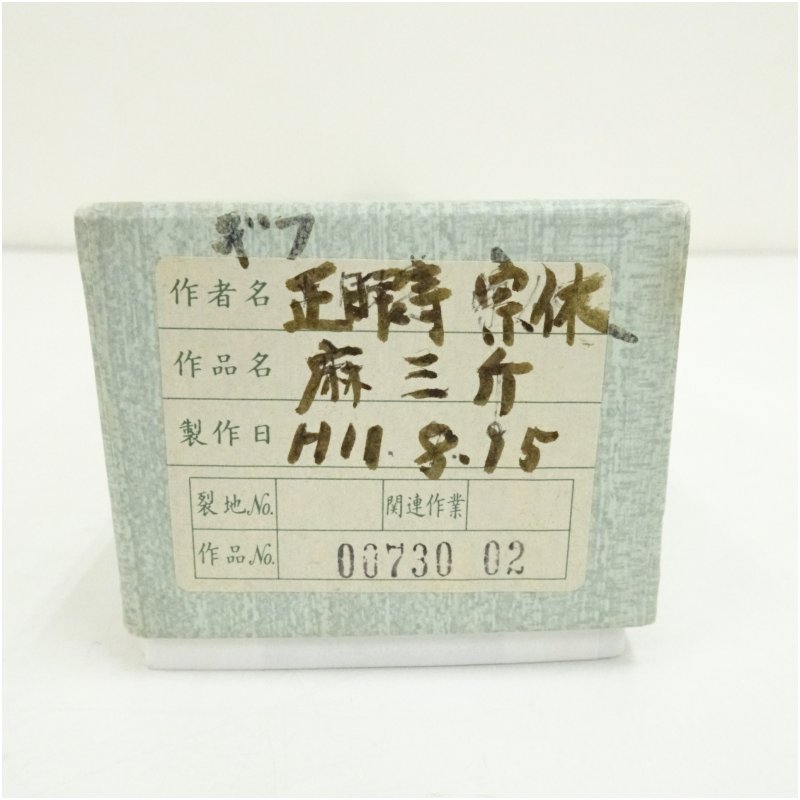 ギフ
作者名 正眼寺 宗休
作品名 麻三斤
製作日 H11.8.15
裂地No. 関連作業
作品No. 00730 02